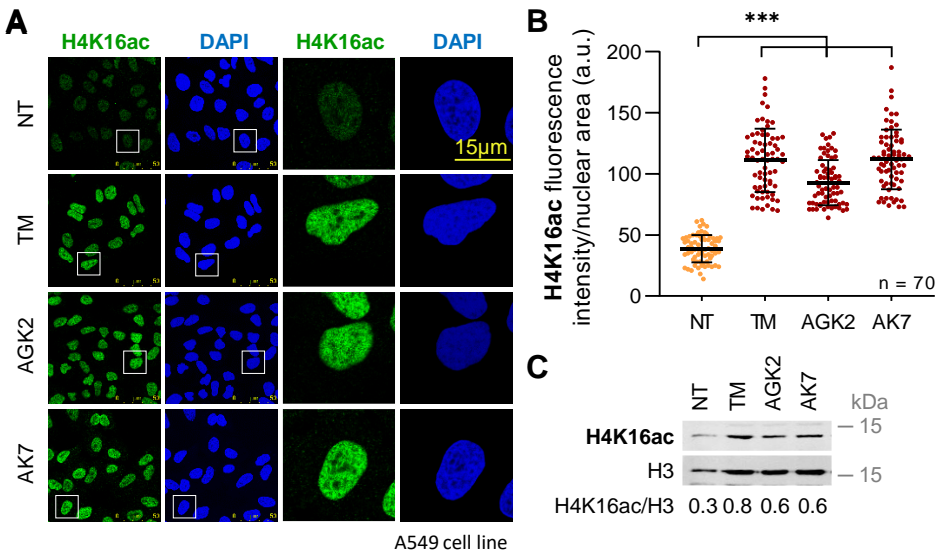 A
H4K16ac DAPI H4K16ac DAPI
NT
15µm
TM
AGK2
AK7
A549 cell line
B
***
H4K16ac fluorescence
intensity/nuclear area (a.u.)
200
150
100
50
0
n = 70
NT TM AGK2 AK7
C
NT TM AGK2 AK7 kDa
H4K16ac — 15
H3 — 15
H4K16ac/H3 0.3 0.8 0.6 0.6